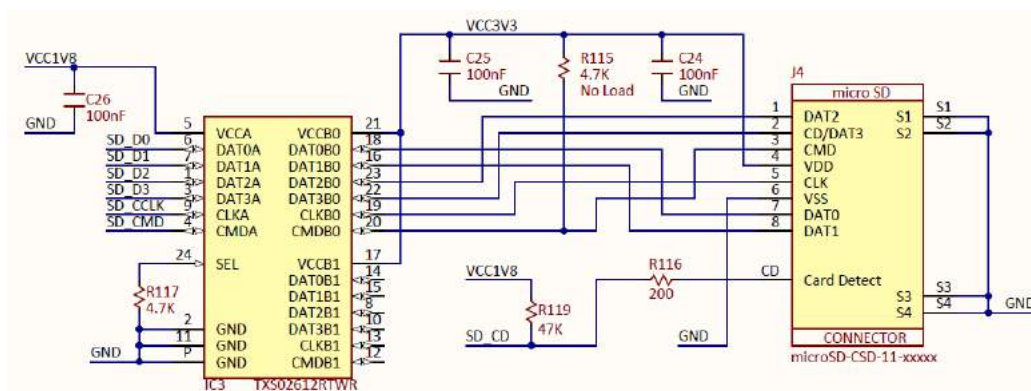 VCC3V3
VCC1V8
C25
100nF
GND
R115
4.7K
No Load
C24
100nF
GND
J4
micro SD
C26
100nF
GND
5 VCCA VCCB0 21
SD_D0 6 DAT0A DAT0B0 18
SD_D1 7 DAT1A DAT1B0 16
SD_D2 1 DAT2A DAT2B0 23
SD_D3 3 DAT3A DAT3B0 22
SD_CCLK 9 CLKA CLKB0 19
SD_CMD 4 CMDA CMDB0 20
24 SEL VCCB1 17
DAT0B1 14
DAT1B1 15
DAT2B1 8
DAT3B1 10
CLKB1 13
CMDB1 12
R117
4.7K
2 GND
11 GND
GND P GND
IC3 TXS02612RTWR
1 DAT2 S1 S1
2 CD/DAT3 S2 S2
3 CMD
4 VDD
5 CLK
GND 6 VSS
7 DAT0
8 DAT1
VCC1V8
R116
200
CD Card Detect
R119
47K
SD_CD
GND
S3 S3
S4 S4
GND
CONNECTOR
microSD-CSD-11-xxxxx